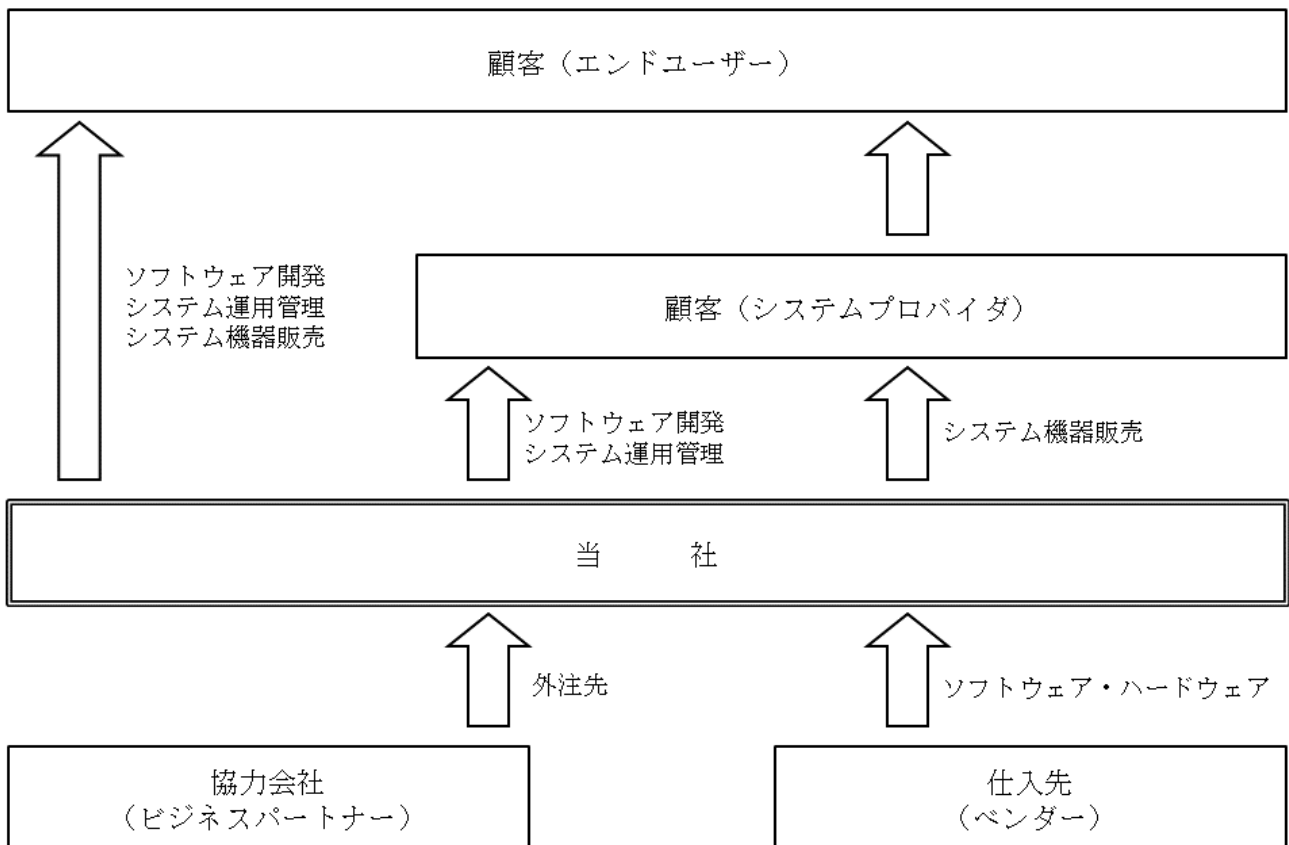 顧客（エンドユーザー）
ソフトウェア開発
システム運用管理
システム機器販売
顧客（システムプロバイダ）
ソフトウェア開発
システム運用管理
システム機器販売
当　　社
外注先
ソフトウェア・ハードウェア
協力会社
（ビジネスパートナー）
仕入先
（ベンダー）